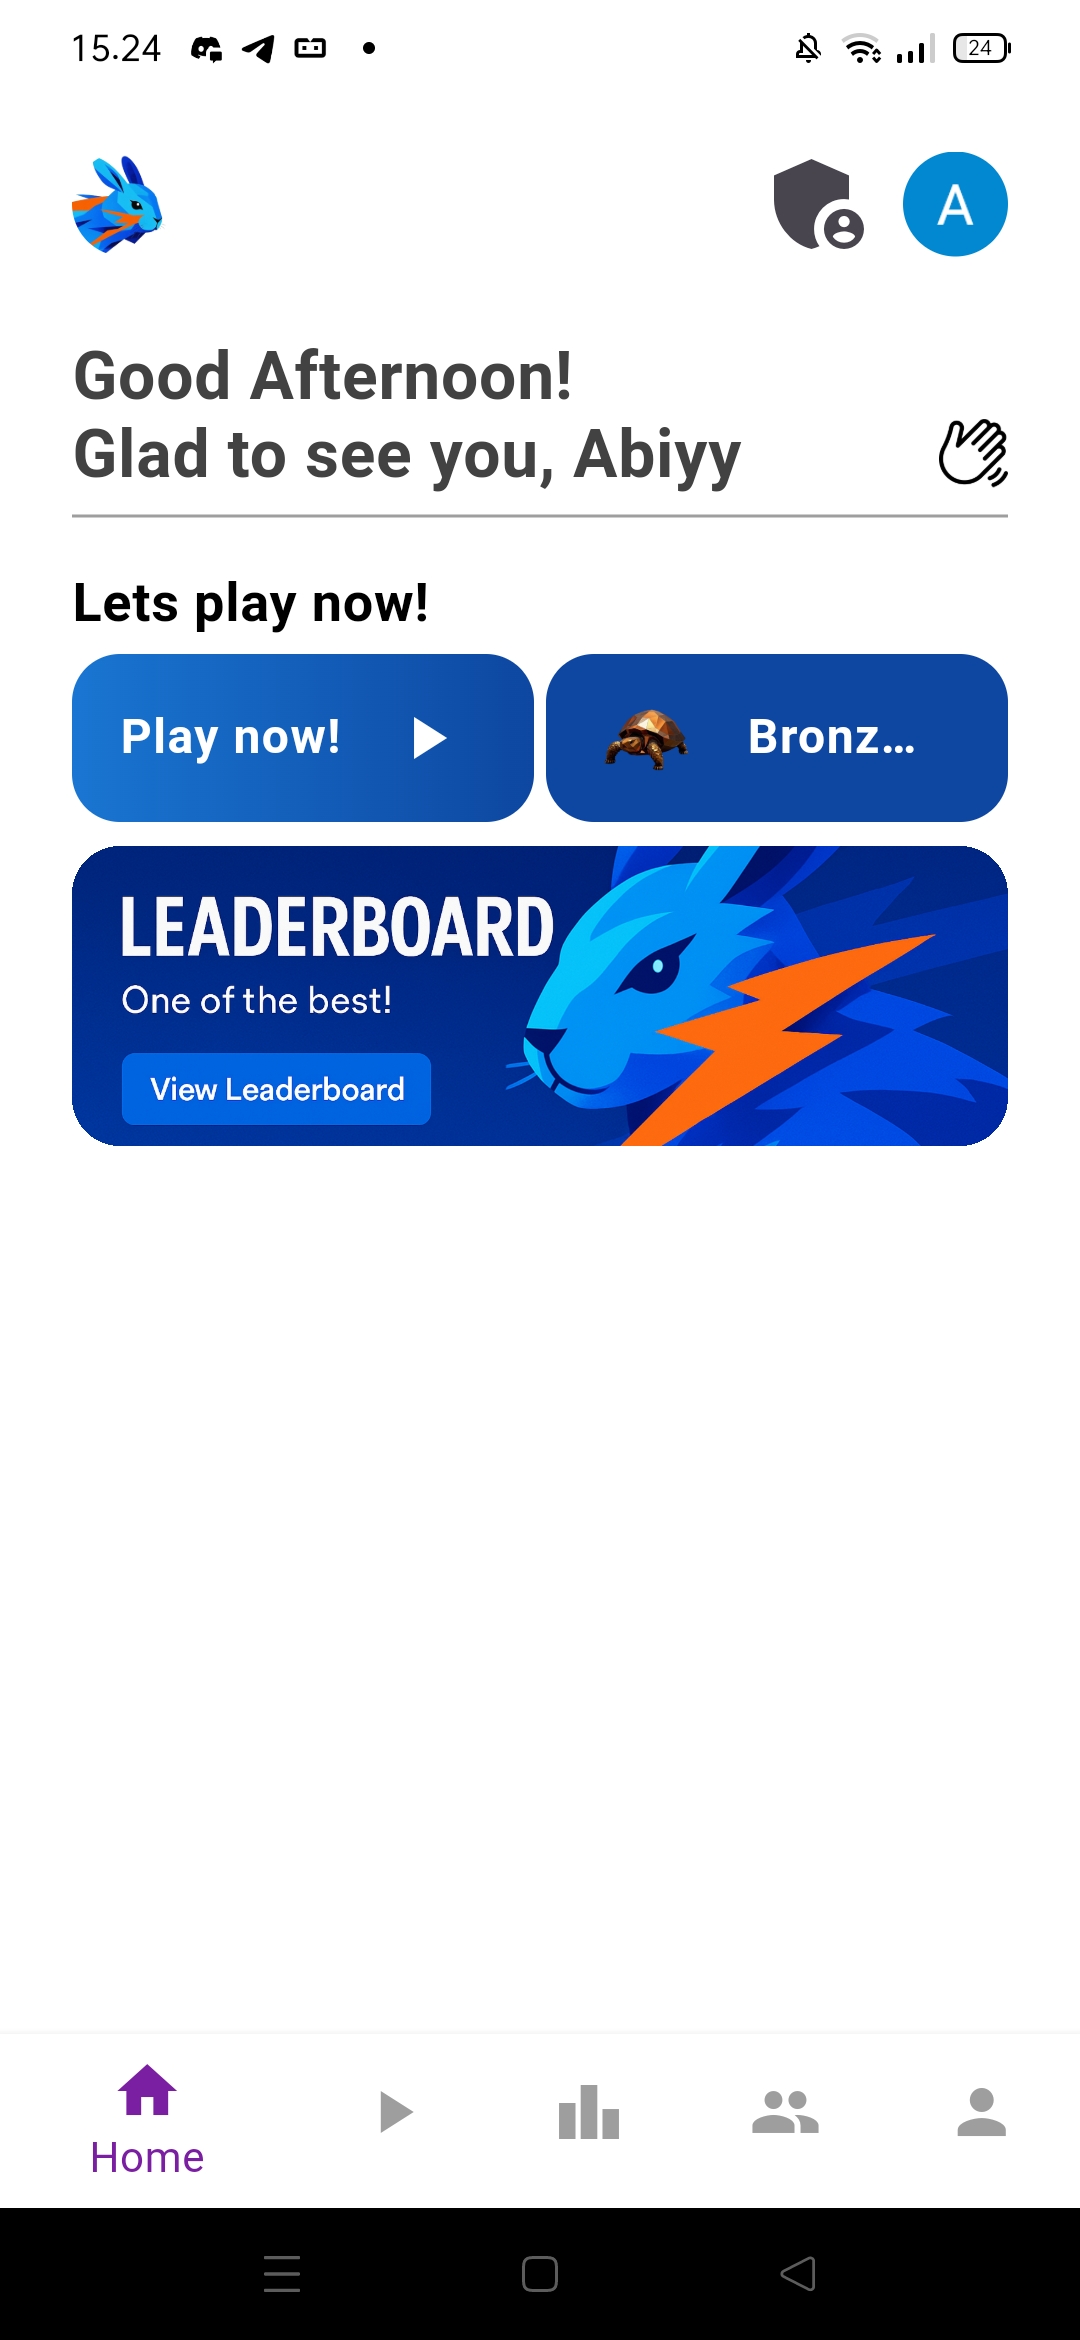 15.24
24
A
Good Afternoon!
Glad to see you, Abiyy
Lets play now!
Play now!
Bronz...
LEADERBOARD
One of the best!
View Leaderboard
Home